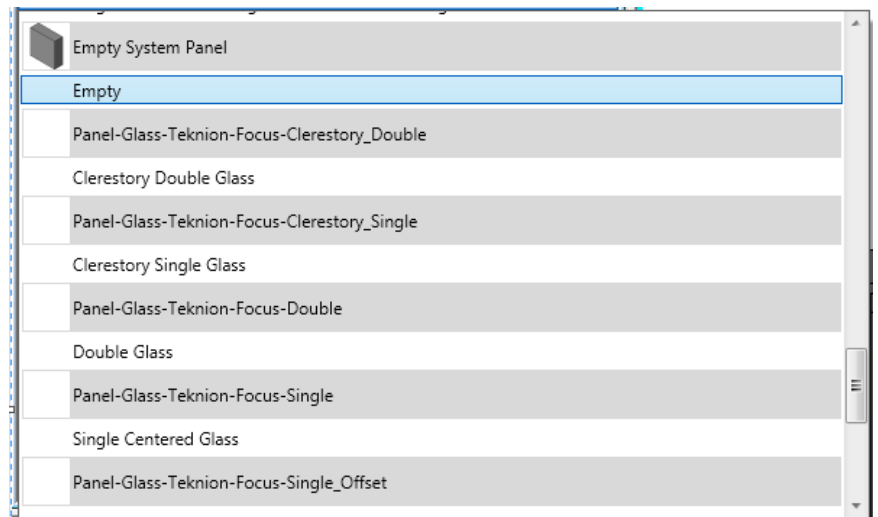 Empty System Panel
Empty
Panel-Glass-Teknion-Focus-Clerestory_Double
Clerestory Double Glass
Panel-Glass-Teknion-Focus-Clerestory_Single
Clerestory Single Glass
Panel-Glass-Teknion-Focus-Double
Double Glass
Panel-Glass-Teknion-Focus-Single
Single Centered Glass
Panel-Glass-Teknion-Focus-Single_Offset